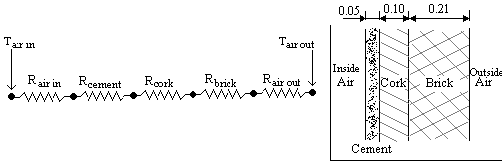 T air in
T air out
R air in
R cement
R cork
R brick
R air out
0.05
0.10
0.21
Inside
Air
Cork
Brick
Outside
Air
Cement